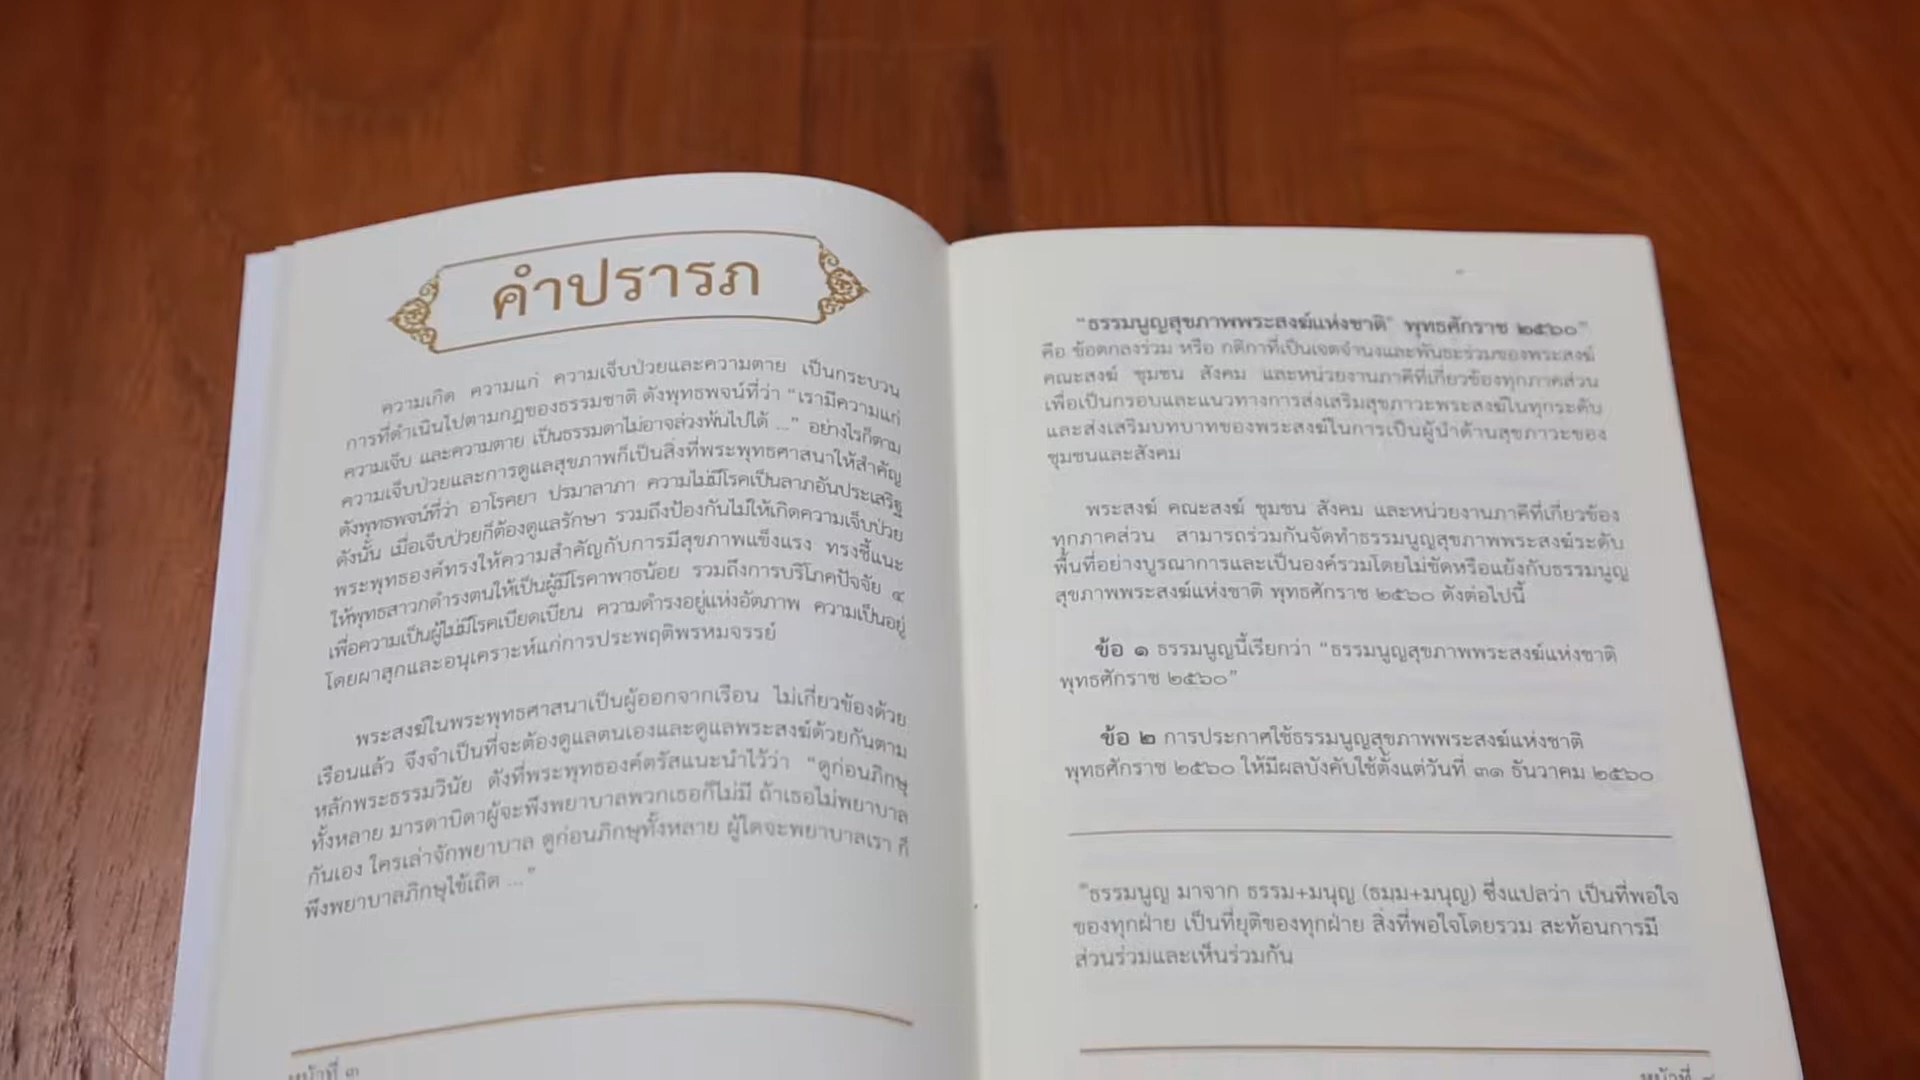 คำปรารภ
ความเกิด ความแก่ ความเจ็บป่วยและความตาย เป็นกระบวน
การที่ดำเนินไปตามกฎของธรรมชาติ ดังพุทธพจน์ที่ว่า “เรามีความแก่
ความเจ็บ และความตาย เป็นธรรมดาไม่อาจล่วงพ้นไปได้ ...” อย่างไรก็ตาม
ความเจ็บป่วยและการดูแลสุขภาพก็เป็นสิ่งที่พระพุทธศาสนาให้สำคัญ
ดังพุทธพจน์ที่ว่า อาโรคยา ปรมาลาภา ความไม่มีโรคเป็นลาภอันประเสริฐ
ดังนั้น เมื่อเจ็บป่วยก็ต้องดูแลรักษา รวมถึงป้องกันไม่ให้เกิดความเจ็บป่วย
พระพุทธองค์ทรงให้ความสำคัญกับการมีสุขภาพแข็งแรง ทรงชี้แนะ
ให้พุทธสาวกดำรงตนให้เป็นผู้มีโรคาพาธน้อย รวมถึงการบริโภคปัจจัย ๔
เพื่อความเป็นผู้ไม่มีโรคเบียดเบียน ความดำรงอยู่แห่งอัตภาพ ความเป็นอยู่
โดยผาสุกและอนุเคราะห์แก่การประพฤติพรหมจรรย์
พระสงฆ์ในพระพุทธศาสนาเป็นผู้ออกจากเรือน ไม่เกี่ยวข้องด้วย
เรือนแล้ว จึงจำเป็นที่จะต้องดูแลตนเองและดูแลพระสงฆ์ด้วยกันตาม
หลักพระธรรมวินัย ดังที่พระพุทธองค์ตรัสแนะนำไว้ว่า “ดูก่อนภิกษุ
ทั้งหลาย มารดาบิดาผู้จะพึงพยาบาลพวกเธอก็ไม่มี ถ้าเธอไม่พยาบาล
กันเอง ใครเล่าจักพยาบาล ดูก่อนภิกษุทั้งหลาย ผู้ใดจะพยาบาลเรา ก็
พึงพยาบาลภิกษุไข้เถิด ...”
หน้าที่ ๓
“ธรรมนูญสุขภาพพระสงฆ์แห่งชาติ พุทธศักราช ๒๕๖๐”
คือ ข้อตกลงร่วม หรือ กติกาที่เป็นเจตจำนงและพันธะร่วมของพระสงฆ์
คณะสงฆ์ ชุมชน สังคม และหน่วยงานภาคีที่เกี่ยวข้องทุกภาคส่วน
เพื่อเป็นกรอบและแนวทางการส่งเสริมสุขภาวะพระสงฆ์ในทุกระดับ
และส่งเสริมบทบาทของพระสงฆ์ในการเป็นผู้นำด้านสุขภาวะของ
ชุมชนและสังคม
พระสงฆ์ คณะสงฆ์ ชุมชน สังคม และหน่วยงานภาคีที่เกี่ยวข้อง
ทุกภาคส่วน สามารถร่วมกันจัดทำธรรมนูญสุขภาพพระสงฆ์ระดับ
พื้นที่อย่างบูรณาการและเป็นองค์รวมโดยไม่ขัดหรือแย้งกับธรรมนูญ
สุขภาพพระสงฆ์แห่งชาติ พุทธศักราช ๒๕๖๐ ดังต่อไปนี้
ข้อ ๑ ธรรมนูญนี้เรียกว่า “ธรรมนูญสุขภาพพระสงฆ์แห่งชาติ
พุทธศักราช ๒๕๖๐”
ข้อ ๒ การประกาศใช้ธรรมนูญสุขภาพพระสงฆ์แห่งชาติ
พุทธศักราช ๒๕๖๐ ให้มีผลบังคับใช้ตั้งแต่วันที่ ๓๑ ธันวาคม ๒๕๖๐
"ธรรมนูญ มาจาก ธรรม+มนุญ (ธมฺม+มนุญ) ซึ่งแปลว่า เป็นที่พอใจ
ของทุกฝ่าย เป็นที่ยุติของทุกฝ่าย สิ่งที่พอใจโดยรวม สะท้อนการมี
ส่วนร่วมและเห็นร่วมกัน
หน้าที่